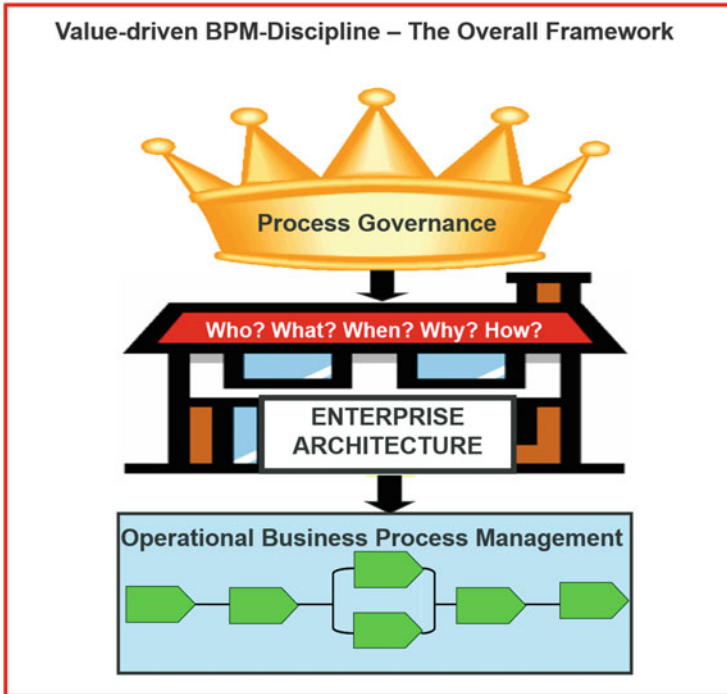 Value-driven BPM-Discipline – The Overall Framework
Process Governance
Who? What? When? Why? How?
ENTERPRISE
ARCHITECTURE
Operational Business Process Management